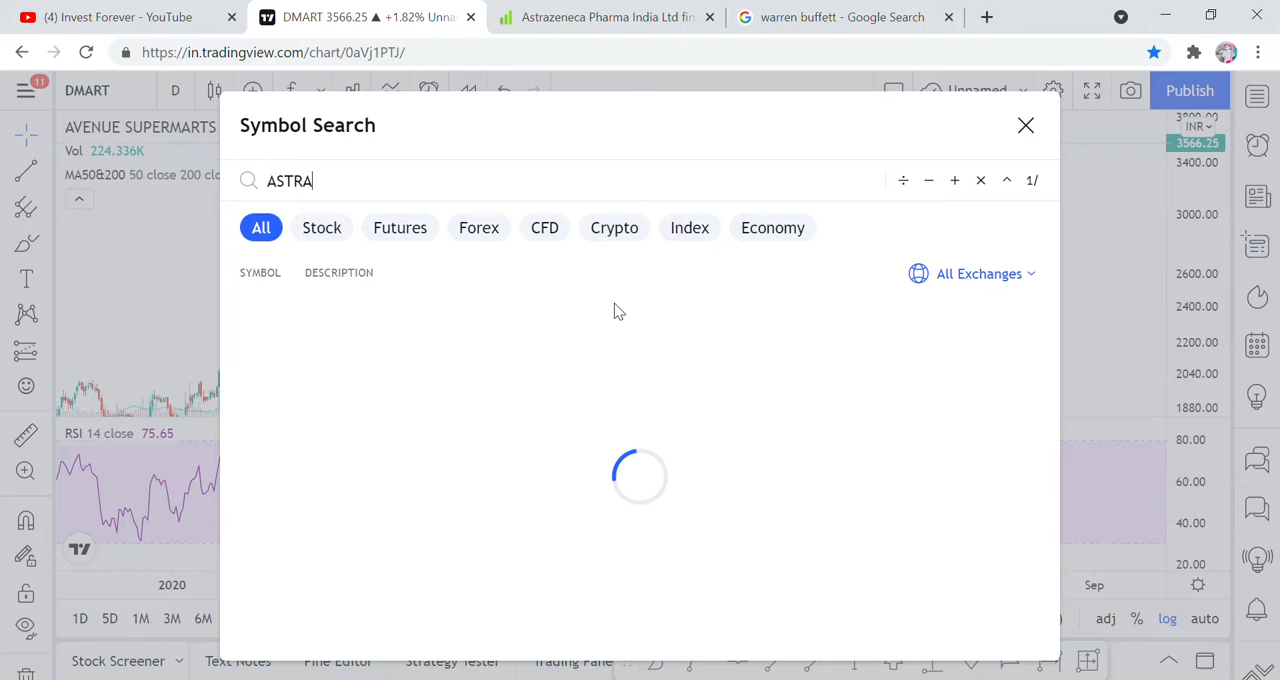 (4) Invest Forever - YouTube
DMART 3566.25 ▲ +1.82% Unna
Astrazeneca Pharma India Ltd fin
warren buffett - Google Search
https://in.tradingview.com/chart/0aVj1PTJ/
11
DMART
D
Unnamed
Publish
AVENUE SUPERMARTS
Vol 224.336K
MA50&200 50 close 200 clo
Symbol Search
ASTRA
÷ − + × ^ 1/
All Stock Futures Forex CFD Crypto Index Economy
SYMBOL DESCRIPTION
All Exchanges
3800.00
INR
3566.25
3400.00
3000.00
2600.00
2400.00
2200.00
2040.00
1880.00
RSI 14 close 75.65
80.00
60.00
40.00
20.00
2020
Sep
1D 5D 1M 3M 6M
adj % log auto
Stock Screener Text Notes Pine Editor Strategy Tester Trading Pane